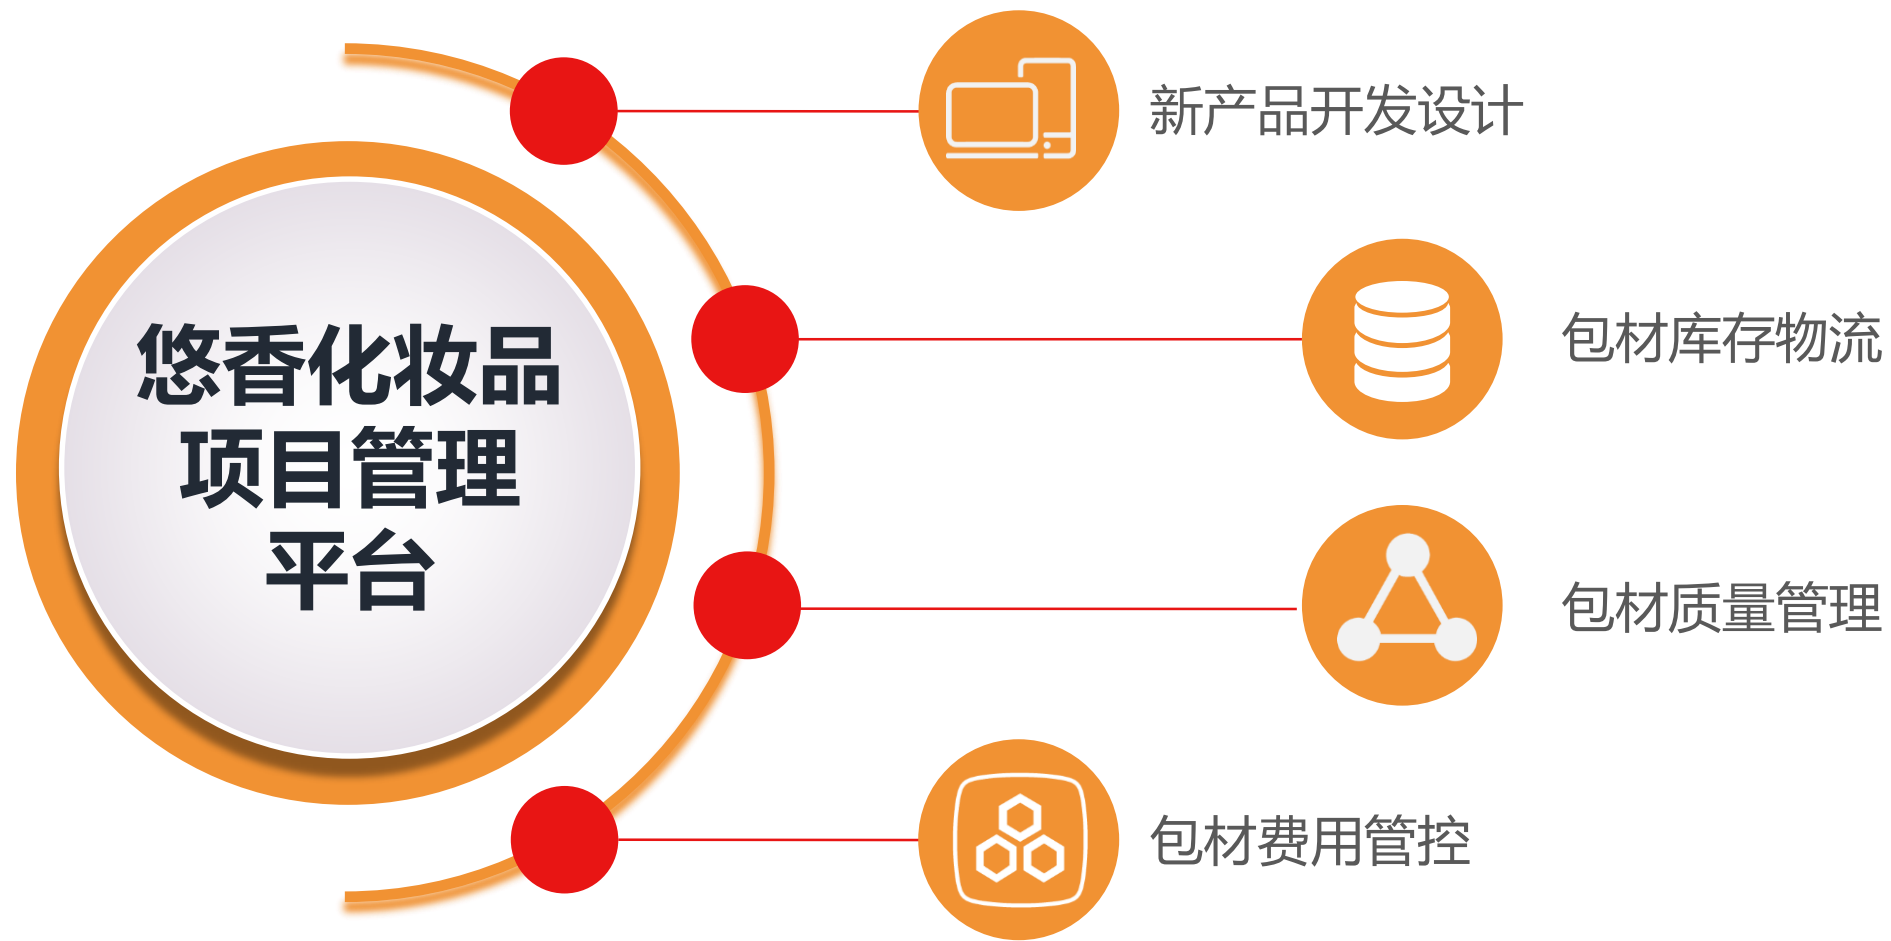 悠香化妆品
项目管理
平台
新产品开发设计
包材库存物流
包材质量管理
包材费用管控